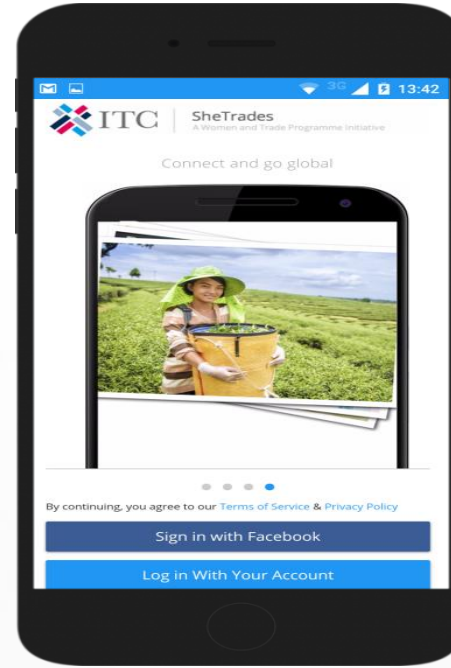 3G 13:42
ITC SheTrades
A Women and Trade Programme Initiative
Connect and go global
By continuing, you agree to our Terms of Service & Privacy Policy
Sign in with Facebook
Log in With Your Account